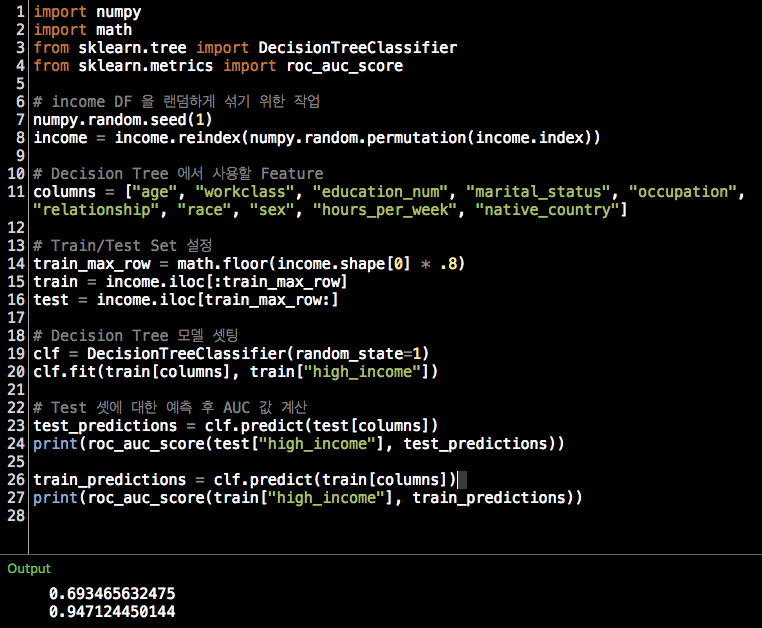 1 import numpy
2 import math
3 from sklearn.tree import DecisionTreeClassifier
4 from sklearn.metrics import roc_auc_score
5
6 # income DF 을 랜덤하게 섞기 위한 작업
7 numpy.random.seed(1)
8 income = income.reindex(numpy.random.permutation(income.index))
9
10 # Decision Tree 에서 사용할 Feature
11 columns = ["age", "workclass", "education_num", "marital_status", "occupation",
"relationship", "race", "sex", "hours_per_week", "native_country"]
12
13 # Train/Test Set 설정
14 train_max_row = math.floor(income.shape[0] * .8)
15 train = income.iloc[:train_max_row]
16 test = income.iloc[train_max_row:]
17
18 # Decision Tree 모델 셋팅
19 clf = DecisionTreeClassifier(random_state=1)
20 clf.fit(train[columns], train["high_income"])
21
22 # Test 셋에 대한 예측 후 AUC 값 계산
23 test_predictions = clf.predict(test[columns])
24 print(roc_auc_score(test["high_income"], test_predictions))
25
26 train_predictions = clf.predict(train[columns])
27 print(roc_auc_score(train["high_income"], train_predictions))
28
Output
0.693465632475
0.947124450144